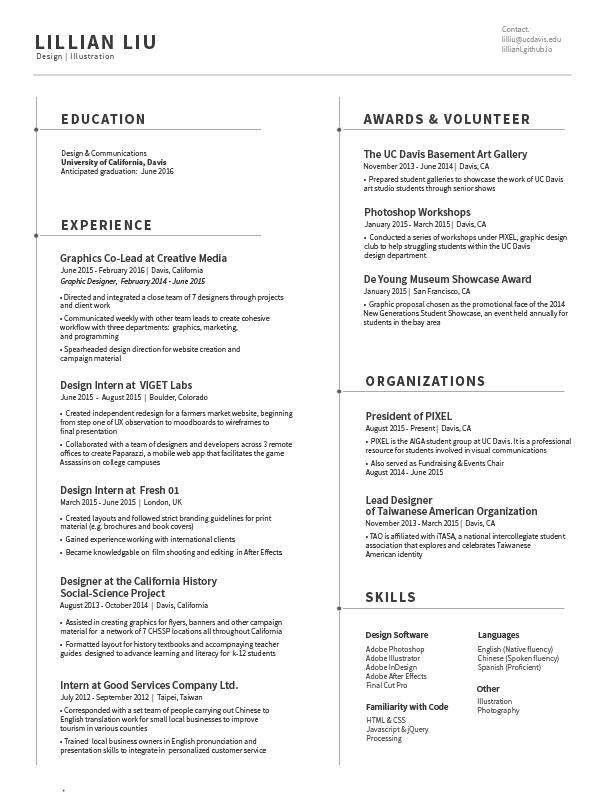 LILLIAN LIU
Design | Illustration
Contact.
lilliu@ucdavis.edu
lillianl.github.io
EDUCATION
Design & Communications
University of California, Davis
Anticipated graduation: June 2016
EXPERIENCE
Graphics Co-Lead at Creative Media
June 2015 - February 2016 | Davis, California
Graphic Designer, February 2014 - June 2015
• Directed and integrated a close team of 7 designers through projects
and client work
• Communicated weekly with other team leads to create cohesive
workflow with three departments: graphics, marketing,
and programming
• Spearheaded design direction for website creation and
campaign material
Design Intern at VIGET Labs
June 2015 - August 2015 | Boulder, Colorado
• Created independent redesign for a farmers market website, beginning
from step one of UX observation to moodboards to wireframes to
final presentation
• Collaborated with a team of designers and developers across 3 remote
offices to create Paparazzi, a mobile web app that facilitates the game
Assassins on college campuses
Design Intern at Fresh 01
March 2015 - June 2015 | London, UK
• Created layouts and followed strict branding guidelines for print
material (e.g. brochures and book covers)
• Gained experience working with international clients
• Became knowledgable on film shooting and editing in After Effects
Designer at the California History
Social-Science Project
August 2013 - October 2014 | Davis, California
• Assisted in creating graphics for flyers, banners and other campaign
material for a network of 7 CHSSP locations all throughout California
• Formatted layout for history textbooks and accompnaying teacher
guides designed to advance learning and literacy for k-12 students
Intern at Good Services Company Ltd.
July 2012 - September 2012 | Taipei, Taiwan
• Corresponded with a set team of people carrying out Chinese to
English translation work for small local businesses to improve
tourism in various counties
• Trained local business owners in English pronunciation and
presentation skills to integrate in personalized customer service
AWARDS & VOLUNTEER
The UC Davis Basement Art Gallery
November 2013 - June 2014 | Davis, CA
• Prepared student galleries to showcase the work of UC Davis
art studio students through senior shows
Photoshop Workshops
January 2015 - March 2015 | Davis, CA
• Conducted a series of workshops under PIXEL, graphic design
club to help struggling students within the UC Davis
design department
De Young Museum Showcase Award
January 2015 | San Francisco, CA
• Graphic proposal chosen as the promotional face of the 2014
New Generations Student Showcase, an event held annually for
students in the bay area
ORGANIZATIONS
President of PIXEL
August 2015 - Present | Davis, CA
• PIXEL is the AIGA student group at UC Davis. It is a professional
resource for students involved in visual communications
• Also served as Fundraising & Events Chair
August 2014 - June 2015
Lead Designer
of Taiwanese American Organization
November 2013 - March 2015 | Davis, CA
• TAO is affiliated with iTASA, a national intercollegiate student
association that explores and celebrates Taiwanese
American identity
SKILLS
Design Software
Adobe Photoshop
Adobe Illustrator
Adobe InDesign
Adobe After Effects
Final Cut Pro
Familiarity with Code
HTML & CSS
Javascript & jQuery
Processing
Languages
English (Native fluency)
Chinese (Spoken fluency)
Spanish (Proficient)
Other
Illustration
Photography